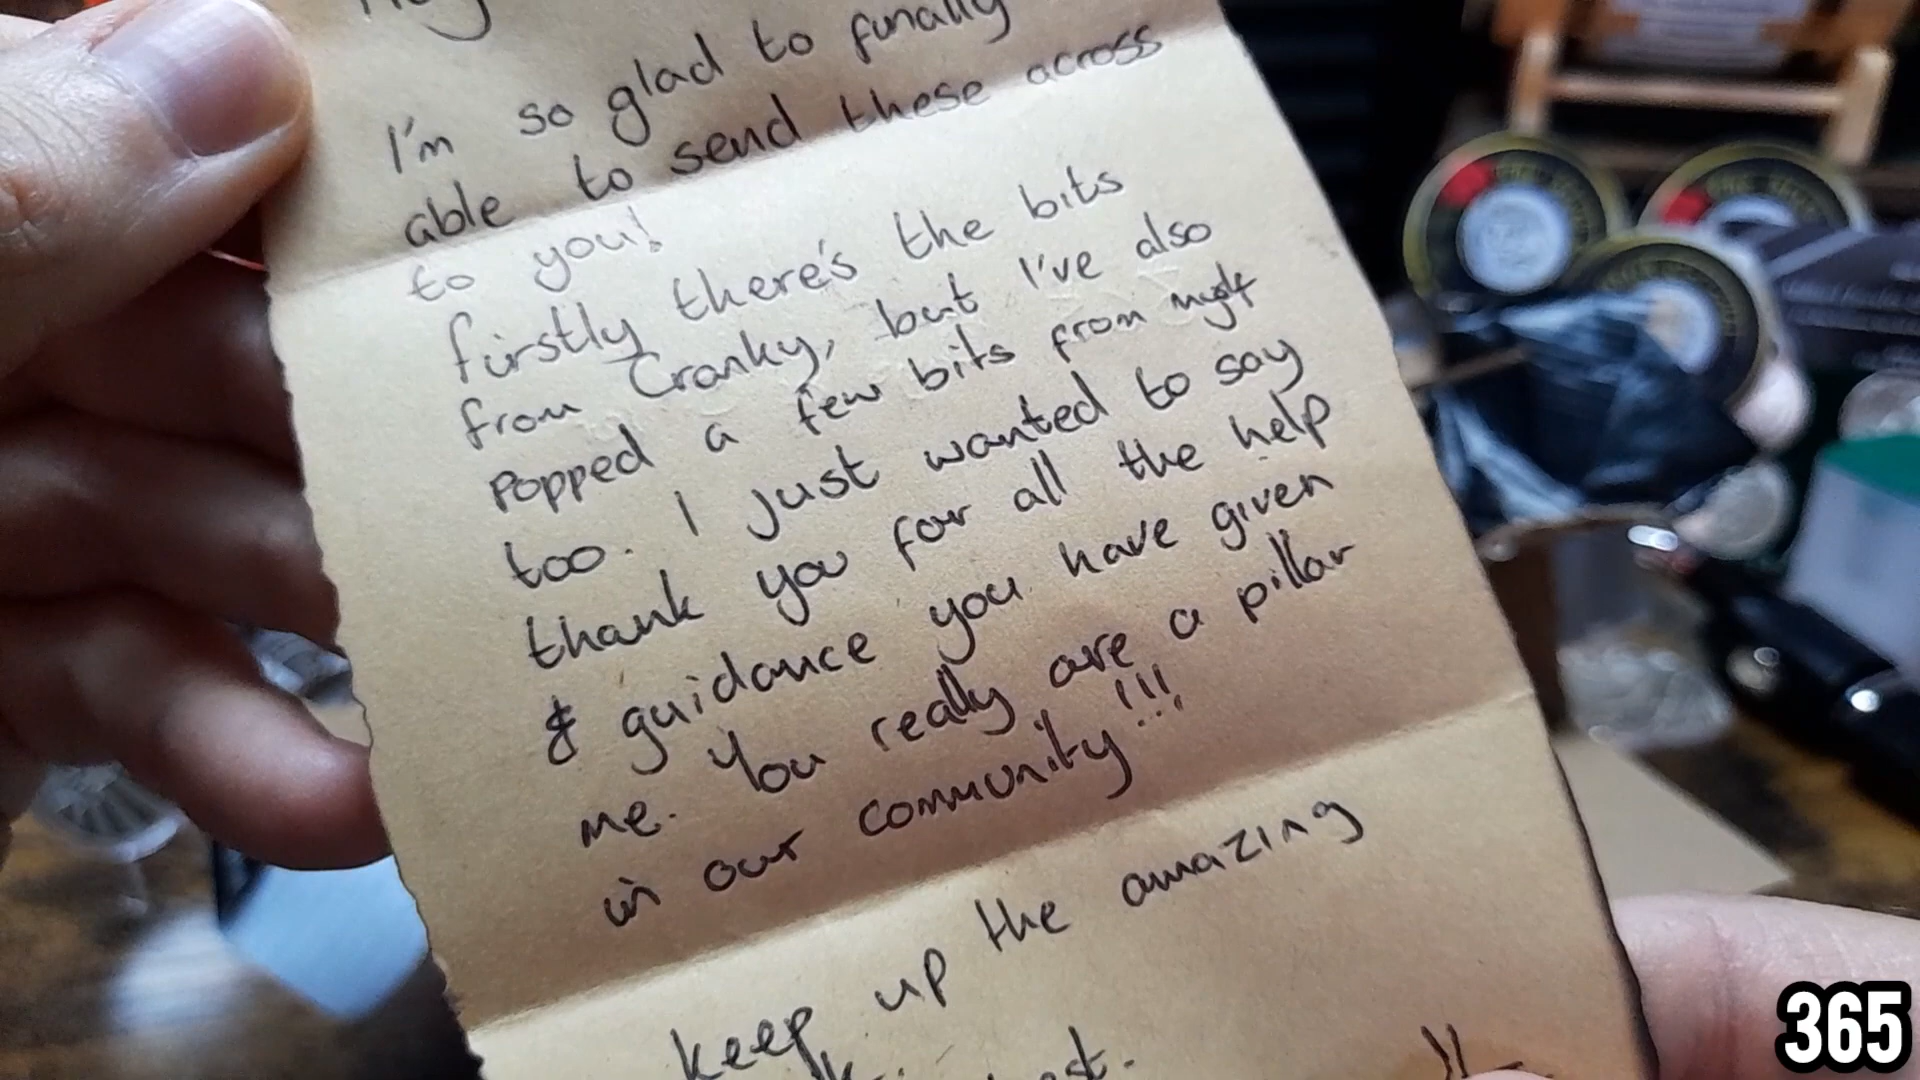 I'm so glad to finally
able to send these across
to you!
firstly there's the bits
from Cranky, but I've also
popped a few bits from myself
too. I just wanted to say
thank you for all the help
& guidance you have given
me. You really are a pillar
in our community!!!
keep up the amazing
365